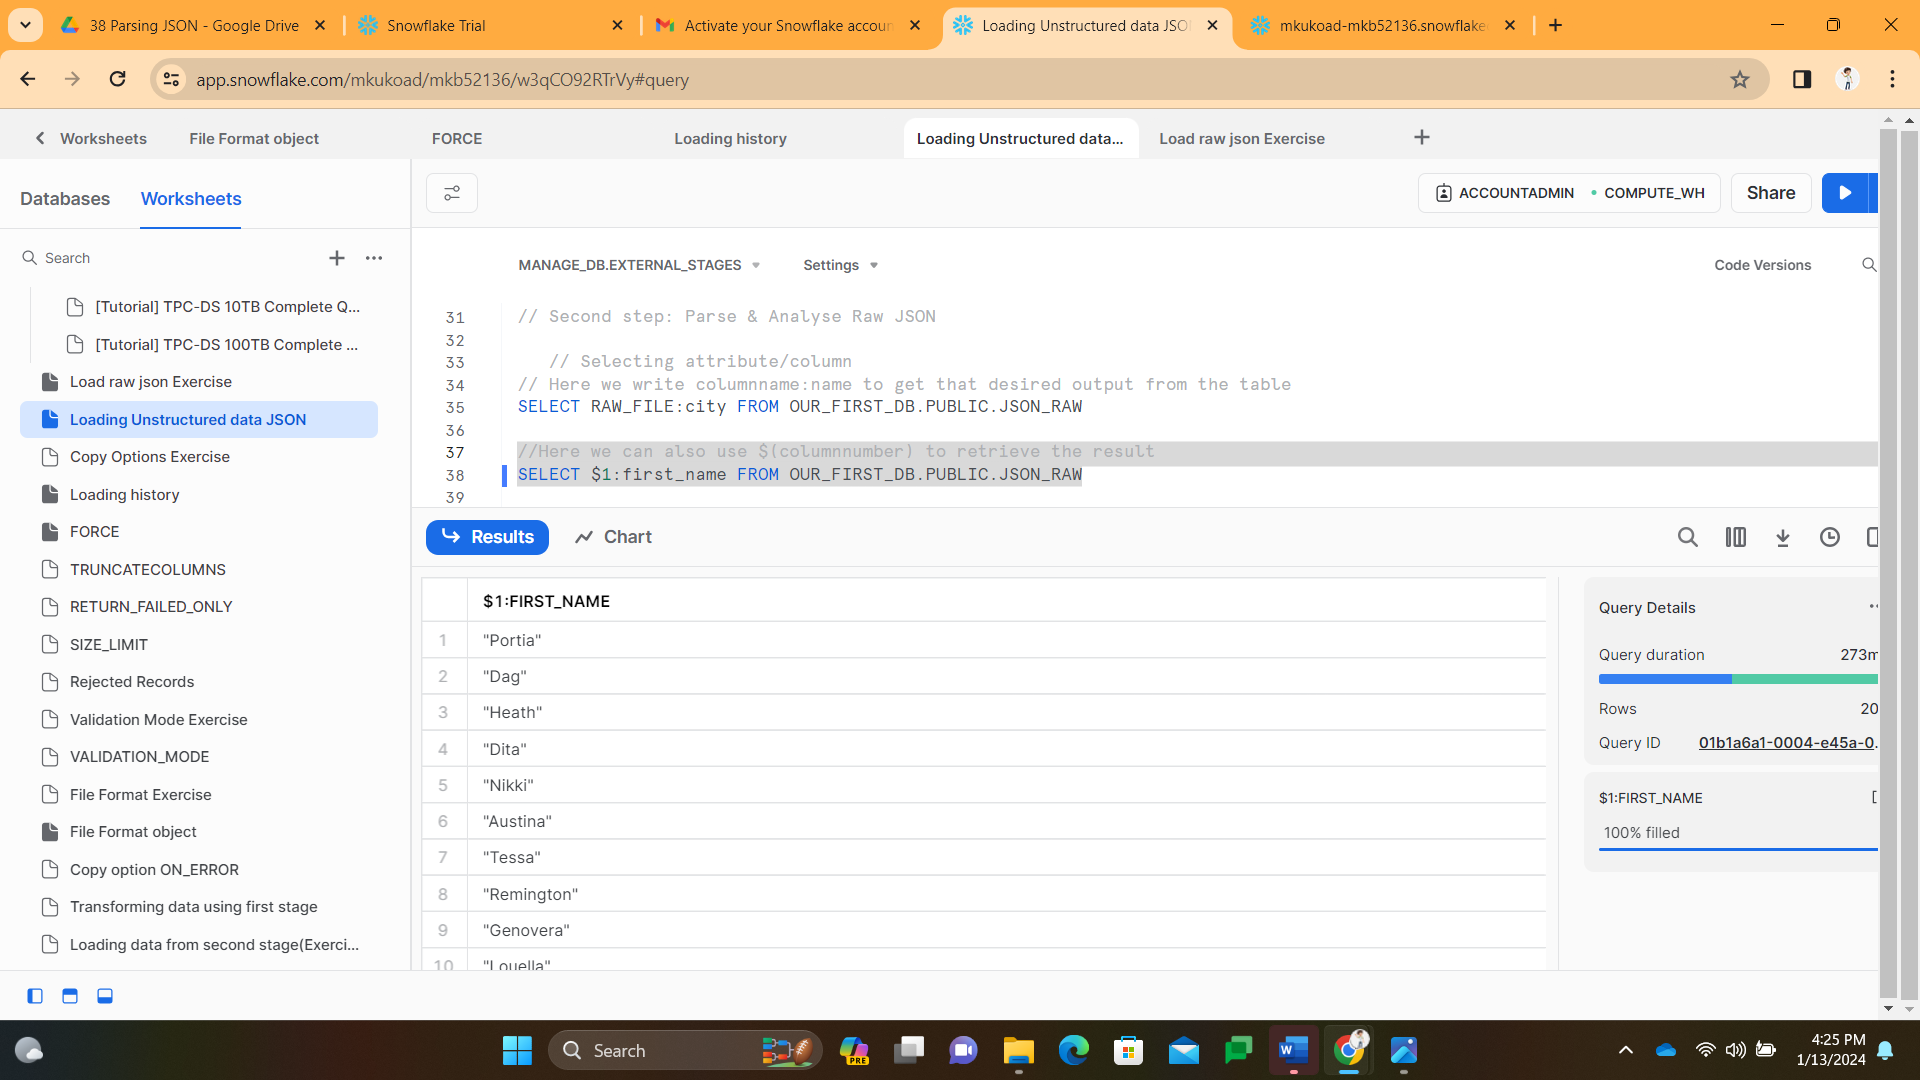 38 Parsing JSON - Google Drive
Snowflake Trial
Activate your Snowflake accoun
Loading Unstructured data JSO
mkukoad-mkb52136.snowflake
app.snowflake.com/mkukoad/mkb52136/w3qCO92RTrVy#query
Worksheets
File Format object
FORCE
Loading history
Loading Unstructured data...
Load raw json Exercise
Databases
Worksheets
ACCOUNTADMIN
COMPUTE_WH
Share
Search
MANAGE_DB.EXTERNAL_STAGES
Settings
Code Versions
[Tutorial] TPC-DS 10TB Complete Q...
[Tutorial] TPC-DS 100TB Complete ...
Load raw json Exercise
Loading Unstructured data JSON
Copy Options Exercise
Loading history
FORCE
TRUNCATECOLUMNS
RETURN_FAILED_ONLY
SIZE_LIMIT
Rejected Records
Validation Mode Exercise
VALIDATION_MODE
File Format Exercise
File Format object
Copy option ON_ERROR
Transforming data using first stage
Loading data from second stage(Exerci...
31 // Second step: Parse & Analyse Raw JSON
32
33 // Selecting attribute/column
34 // Here we write columnname:name to get that desired output from the table
35 SELECT RAW_FILE:city FROM OUR_FIRST_DB.PUBLIC.JSON_RAW
36
37 //Here we can also use $(columnnumber) to retrieve the result
38 SELECT $1:first_name FROM OUR_FIRST_DB.PUBLIC.JSON_RAW
39
Results
Chart
$1:FIRST_NAME
1 "Portia"
2 "Dag"
3 "Heath"
4 "Dita"
5 "Nikki"
6 "Austina"
7 "Tessa"
8 "Remington"
9 "Genovera"
10 "Louella"
Query Details
Query duration 273m
Rows 20
Query ID 01b1a6a1-0004-e45a-0.
$1:FIRST_NAME
100% filled
Search
PRE
4:25 PM
1/13/2024